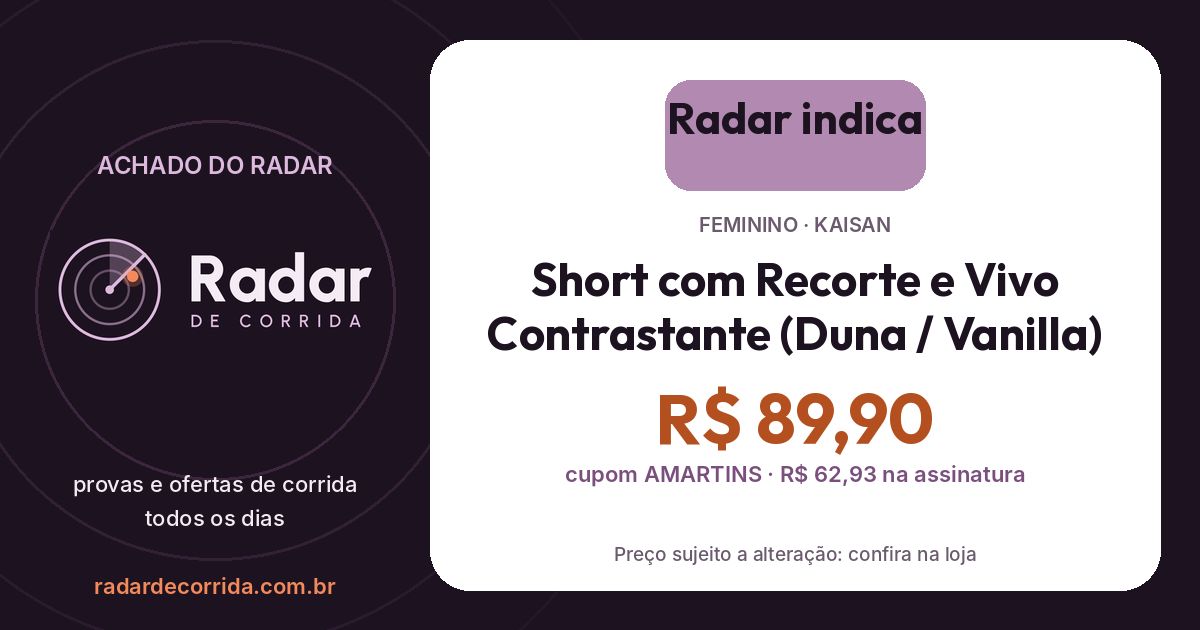 ACHADO DO RADAR
Radar
DE CORRIDA
provas e ofertas de corrida
todos os dias
radardecorrida.com.br
Radar indica
FEMININO · KAISAN
Short com Recorte e Vivo
Contrastante (Duna / Vanilla)
R$ 89,90
cupom AMARTINS · R$ 62,93 na assinatura
Preço sujeito a alteração: confira na loja